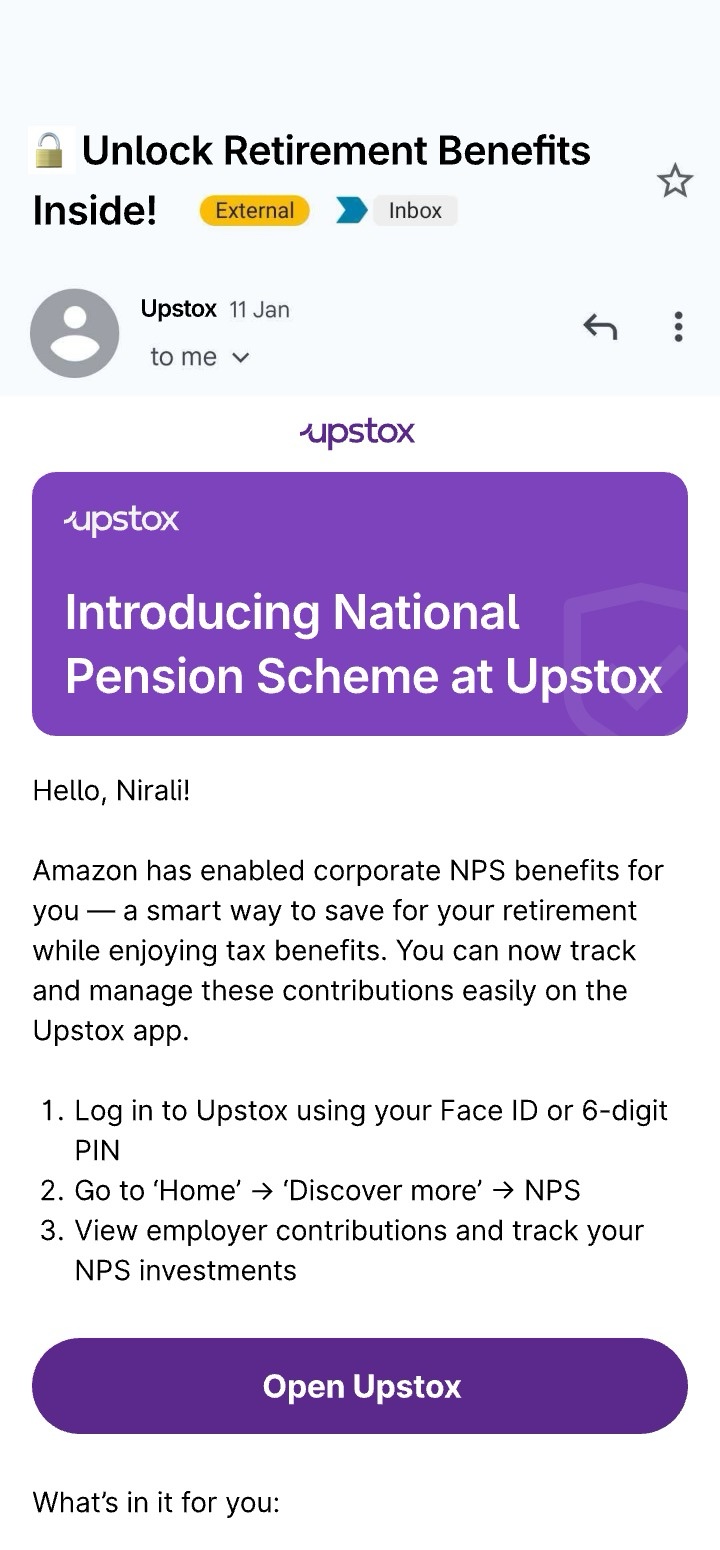 🔓 Unlock Retirement Benefits
Inside! External Inbox
Upstox 11 Jan
to me
upstox
upstox
Introducing National
Pension Scheme at Upstox
Hello, Nirali!
Amazon has enabled corporate NPS benefits for
you — a smart way to save for your retirement
while enjoying tax benefits. You can now track
and manage these contributions easily on the
Upstox app.
1. Log in to Upstox using your Face ID or 6-digit
PIN
2. Go to ‘Home’ → ‘Discover more’ → NPS
3. View employer contributions and track your
NPS investments
Open Upstox
What’s in it for you: